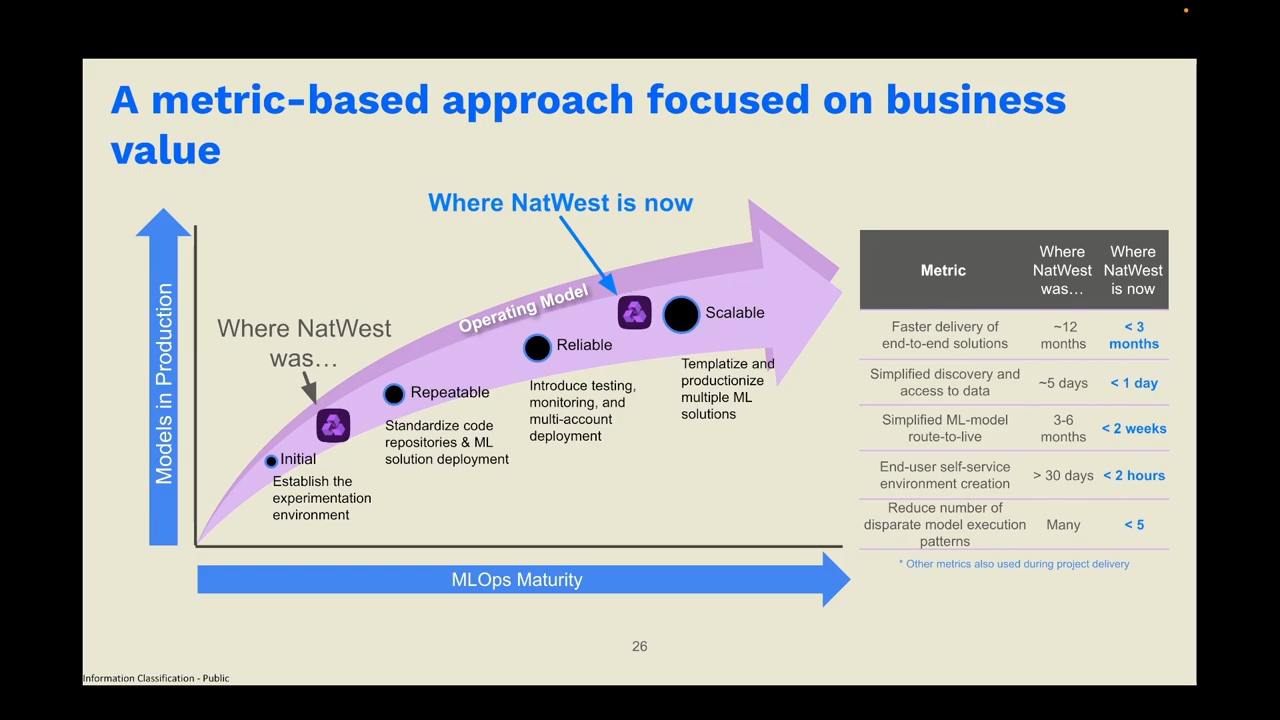 A metric-based approach focused on business
value
Where NatWest is now
Models in Production
Where NatWest
was…
Operating Model
Initial
Establish the
experimentation
environment
Repeatable
Standardize code
repositories & ML
solution deployment
Reliable
Introduce testing,
monitoring, and
multi-account
deployment
Scalable
Templatize and
productionize
multiple ML
solutions
MLOps Maturity
Metric
Where
NatWest
was…
Where
NatWest
is now
Faster delivery of
end-to-end solutions
~12
months
< 3
months
Simplified discovery and
access to data
~5 days
< 1 day
Simplified ML-model
route-to-live
3-6
months
< 2 weeks
End-user self-service
environment creation
> 30 days
< 2 hours
Reduce number of
disparate model execution
patterns
Many
< 5
* Other metrics also used during project delivery
26
Information Classification - Public